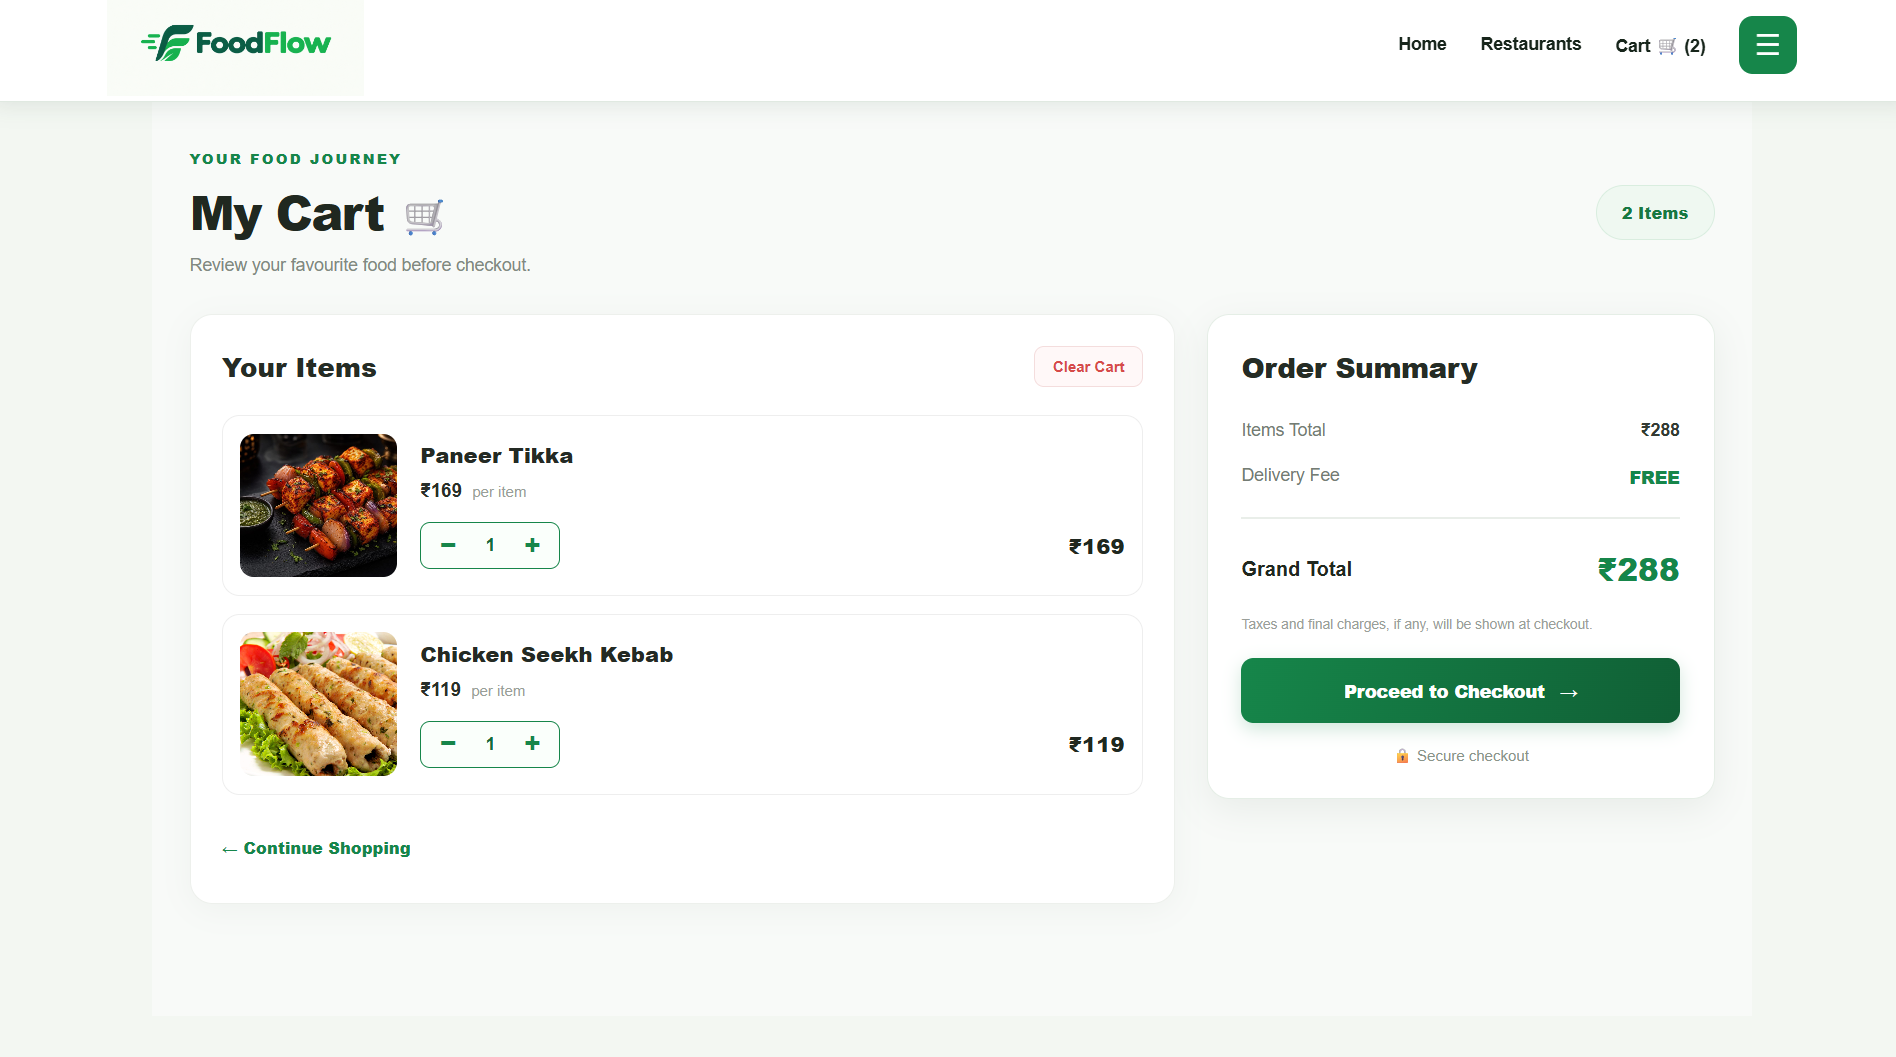 FoodFlow
Home
Restaurants
Cart 🛒 (2)
☰
YOUR FOOD JOURNEY
My Cart 🛒
Review your favourite food before checkout.
2 Items
Your Items
Clear Cart
Paneer Tikka
₹169 per item
− 1 +
₹169
Chicken Seekh Kebab
₹119 per item
− 1 +
₹119
← Continue Shopping
Order Summary
Items Total ₹288
Delivery Fee FREE
Grand Total ₹288
Taxes and final charges, if any, will be shown at checkout.
Proceed to Checkout →
🔒 Secure checkout